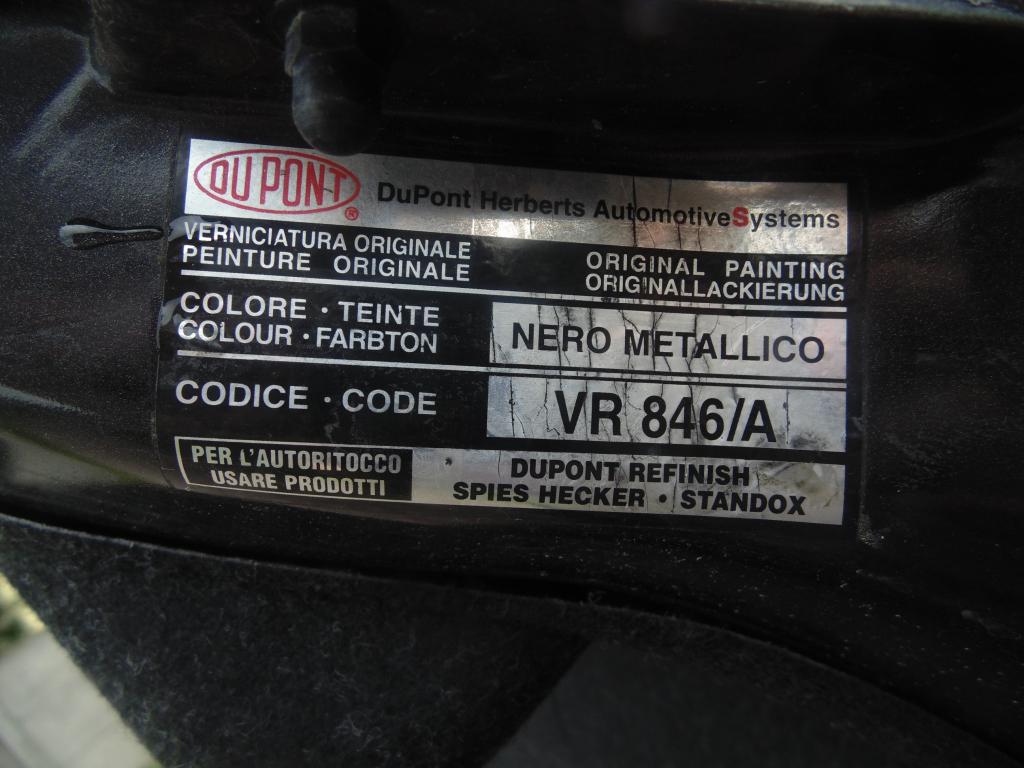 DU PONT®
DuPont Herberts AutomotiveSystems
VERNICIATURA ORIGINALE
PEINTURE ORIGINALE
ORIGINAL PAINTING
ORIGINALLACKIERUNG
COLORE · TEINTE
COLOUR · FARBTON
NERO METALLICO
CODICE · CODE
VR 846/A
PER L'AUTORITOCCO
USARE PRODOTTI
DUPONT REFINISH
SPIES HECKER · STANDOX